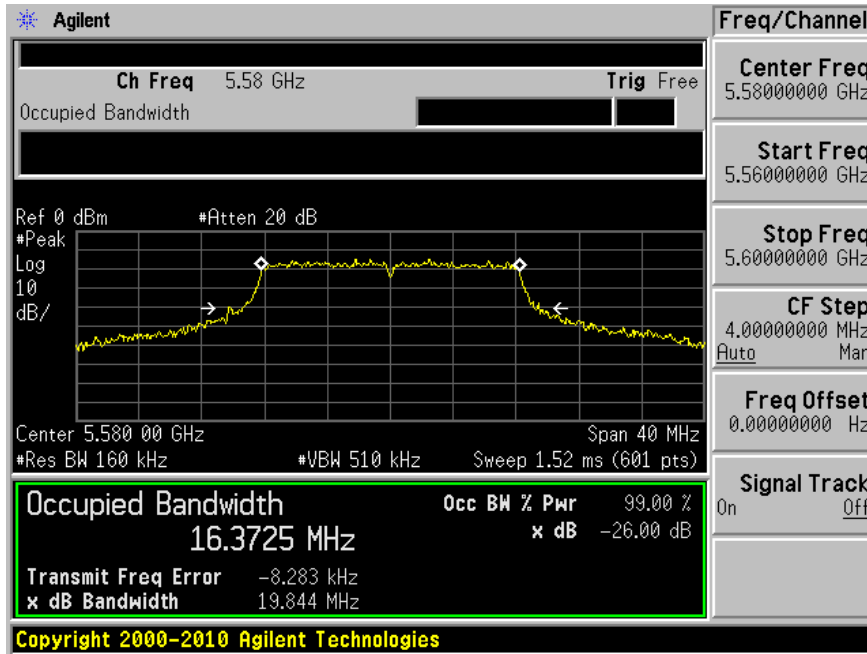 Agilent
Freq/Channel
Ch Freq 5.58 GHz Trig Free
Occupied Bandwidth
Center Freq
5.58000000 GHz
Start Freq
5.56000000 GHz
Stop Freq
5.60000000 GHz
CF Step
4.00000000 MHz
Auto Man
Freq Offset
0.00000000 Hz
Signal Track
On Off
Ref 0 dBm #Atten 20 dB
#Peak
Log
10
dB/
Center 5.580 00 GHz Span 40 MHz
#Res BW 160 kHz #VBW 510 kHz Sweep 1.52 ms (601 pts)
Occupied Bandwidth
16.3725 MHz
Occ BW % Pwr 99.00 %
x dB -26.00 dB
Transmit Freq Error -8.283 kHz
x dB Bandwidth 19.844 MHz
Copyright 2000-2010 Agilent Technologies